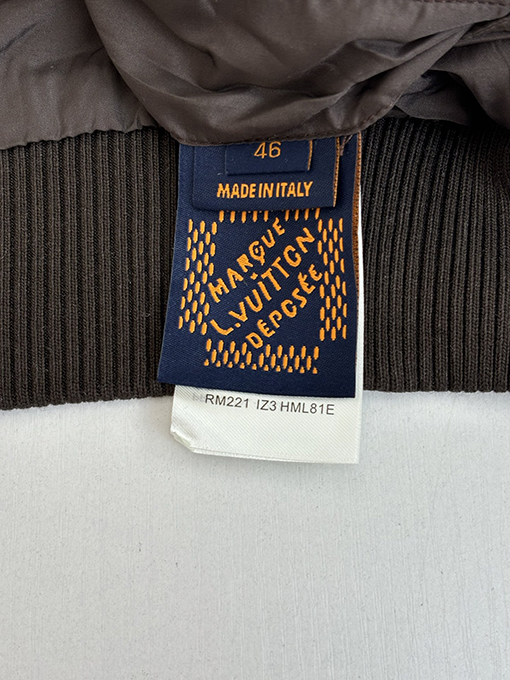 46
MADE IN ITALY
MARQUE
L.VUITTON
DÉPOSÉE
RM221 IZ3 HML81E